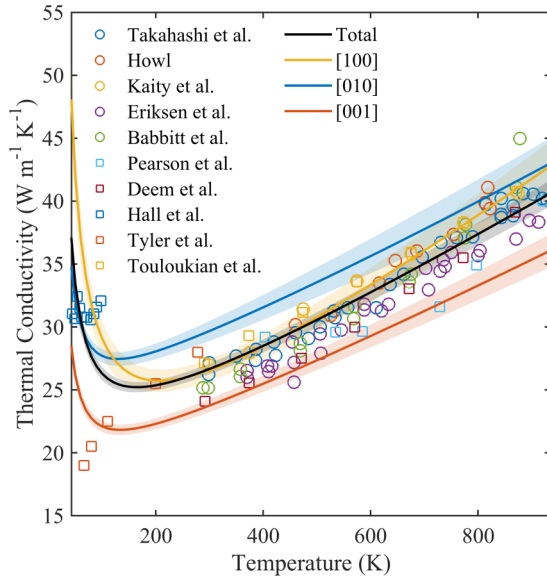 55
50
45
40
35
30
25
20
15
200
400
600
800
Thermal Conductivity (W m⁻¹ K⁻¹)
Temperature (K)
Takahashi et al.
Howl
Kaity et al.
Eriksen et al.
Babbitt et al.
Pearson et al.
Deem et al.
Hall et al.
Tyler et al.
Touloukian et al.
Total
[100]
[010]
[001]